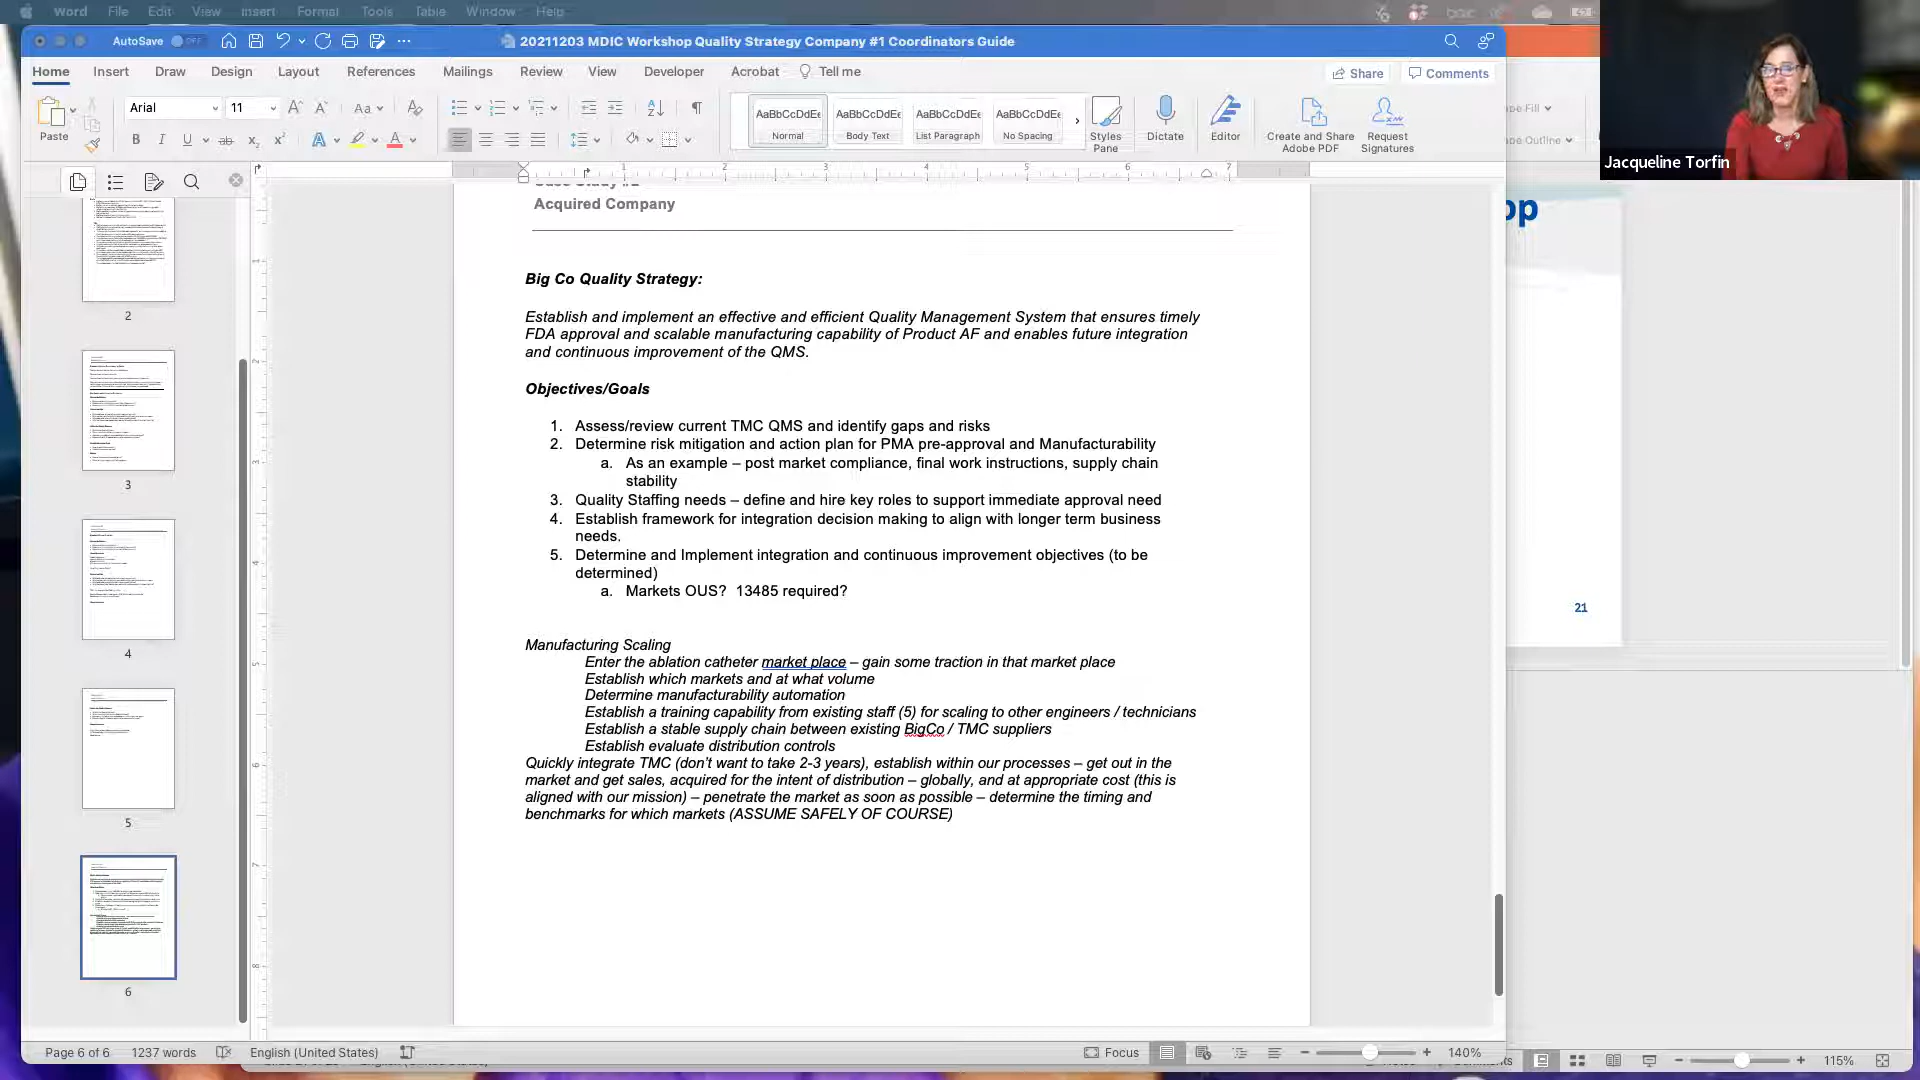 Word File Edit View Insert Format Tools Table Window Help
AutoSave OFF 20211203 MDIC Workshop Quality Strategy Company #1 Coordinators Guide
Home Insert Draw Design Layout References Mailings Review View Developer Acrobat Tell me Share Comments
Paste Arial 11 Aa
AaBbCcDdEe AaBbCcDdEe AaBbCcDdEe AaBbCcDdEe
Normal Body Text List Paragraph No Spacing
Styles Pane Dictate Editor Create and Share Adobe PDF Request Signatures
Jacqueline Torfin
1 2 3 4 5 6 7
Acquired Company
Big Co Quality Strategy:
Establish and implement an effective and efficient Quality Management System that ensures timely
FDA approval and scalable manufacturing capability of Product AF and enables future integration
and continuous improvement of the QMS.
Objectives/Goals
1. Assess/review current TMC QMS and identify gaps and risks
2. Determine risk mitigation and action plan for PMA pre-approval and Manufacturability
a. As an example – post market compliance, final work instructions, supply chain
stability
3. Quality Staffing needs – define and hire key roles to support immediate approval need
4. Establish framework for integration decision making to align with longer term business
needs.
5. Determine and Implement integration and continuous improvement objectives (to be
determined)
a. Markets OUS? 13485 required?
Manufacturing Scaling
Enter the ablation catheter market place – gain some traction in that market place
Establish which markets and at what volume
Determine manufacturability automation
Establish a training capability from existing staff (5) for scaling to other engineers / technicians
Establish a stable supply chain between existing BigCo / TMC suppliers
Establish evaluate distribution controls
Quickly integrate TMC (don't want to take 2-3 years), establish within our processes – get out in the
market and get sales, acquired for the intent of distribution – globally, and at appropriate cost (this is
aligned with our mission) – penetrate the market as soon as possible – determine the timing and
benchmarks for which markets (ASSUME SAFELY OF COURSE)
2
3
4
5
6
21
Page 6 of 6 1237 words English (United States) Focus 140%
115%